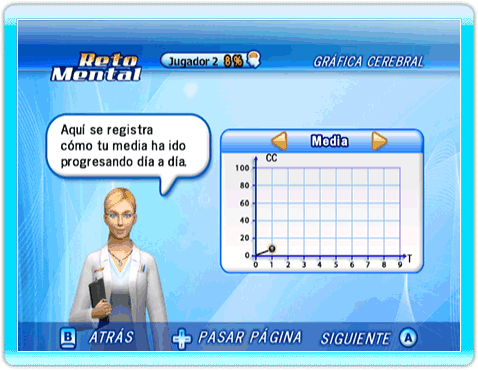 Reto
Mental
Jugador 2 8%
GRÁFICA CEREBRAL
Aquí se registra
cómo tu media ha ido
progresando día a día.
Media
CC
100
80
60
40
20
0
0 1 2 3 4 5 6 7 8 9 T
B ATRÁS
PASAR PÁGINA
SIGUIENTE A